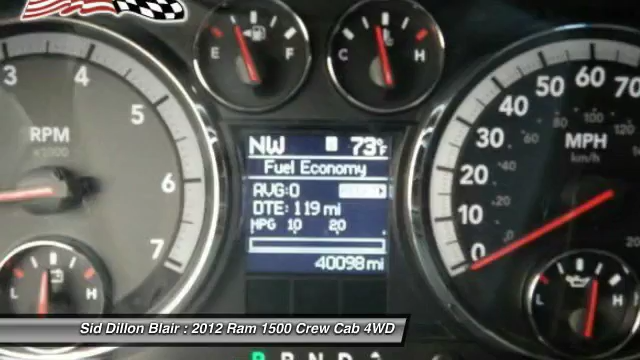 3 4 5 6 7
RPM
x1000
E F
C H
NW 73°F
Fuel Economy
AVG:0
DTE: 119 mi
MPG 10 20
40098 mi
0 10 20 30 40 50 60 70
MPH
km/h
L H
L H
Sid Dillon Blair : 2012 Ram 1500 Crew Cab 4WD
P R N D